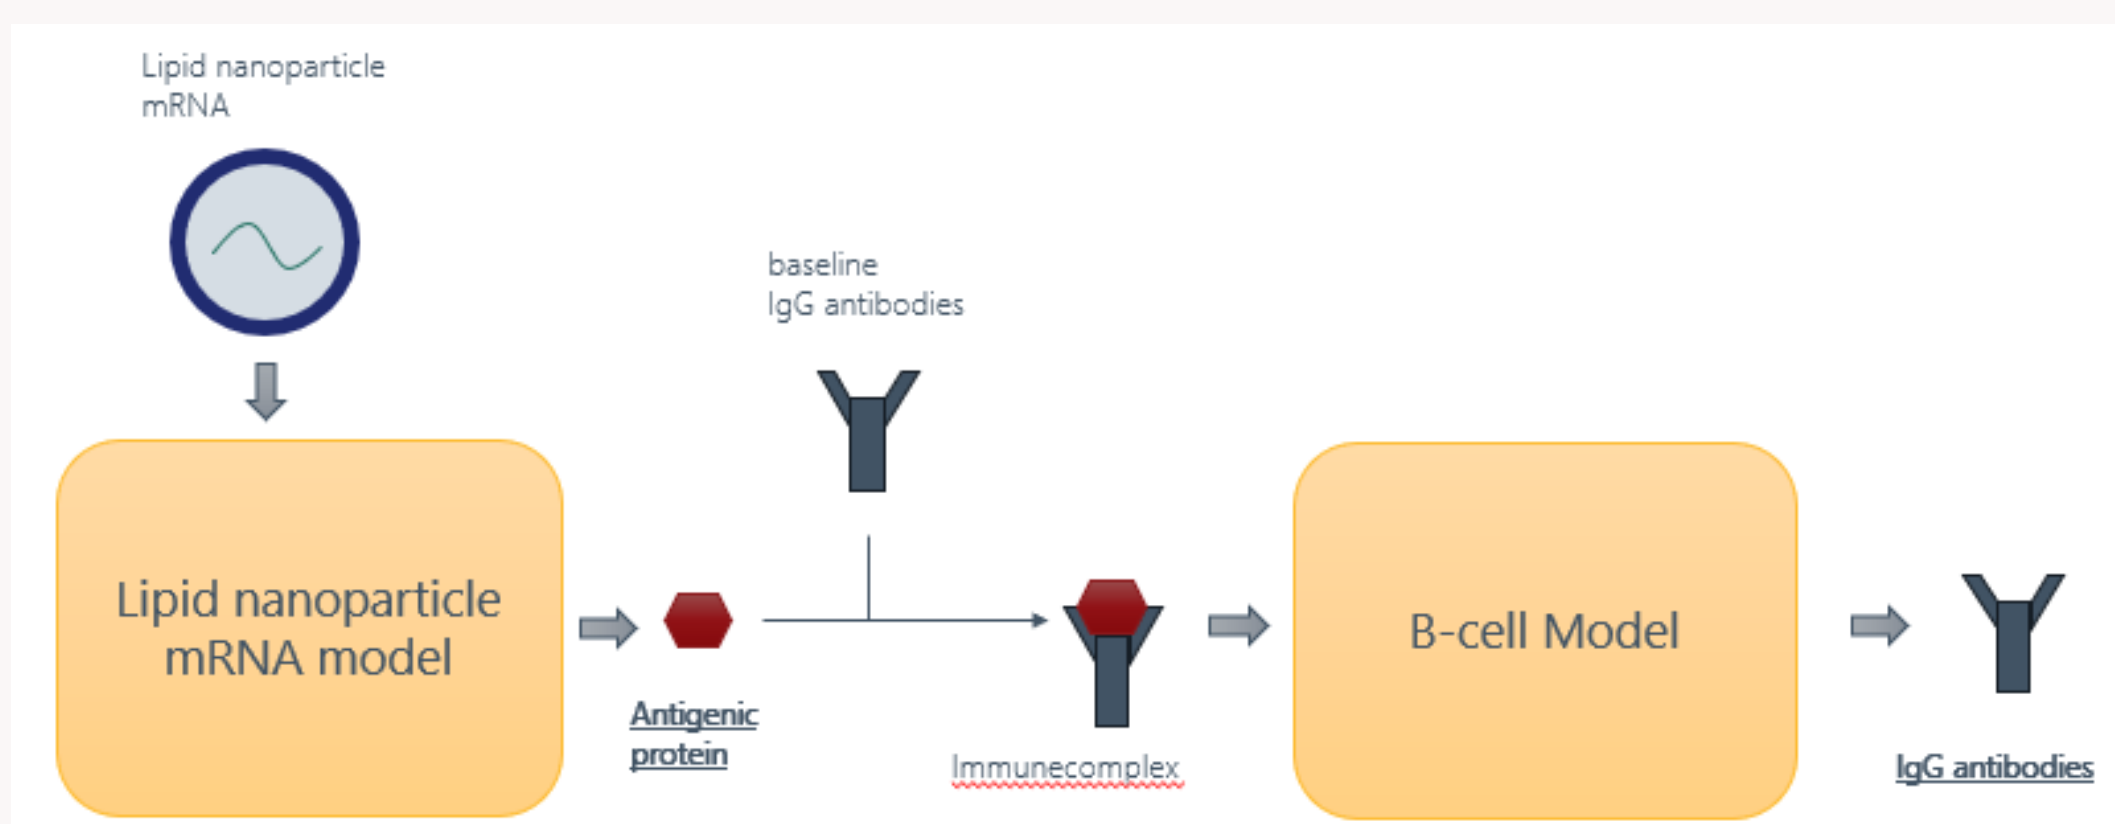 Lipid nanoparticle
mRNA
baseline
IgG antibodies
Lipid nanoparticle
mRNA model
Antigenic
protein
Immunecomplex
B-cell Model
IgG antibodies